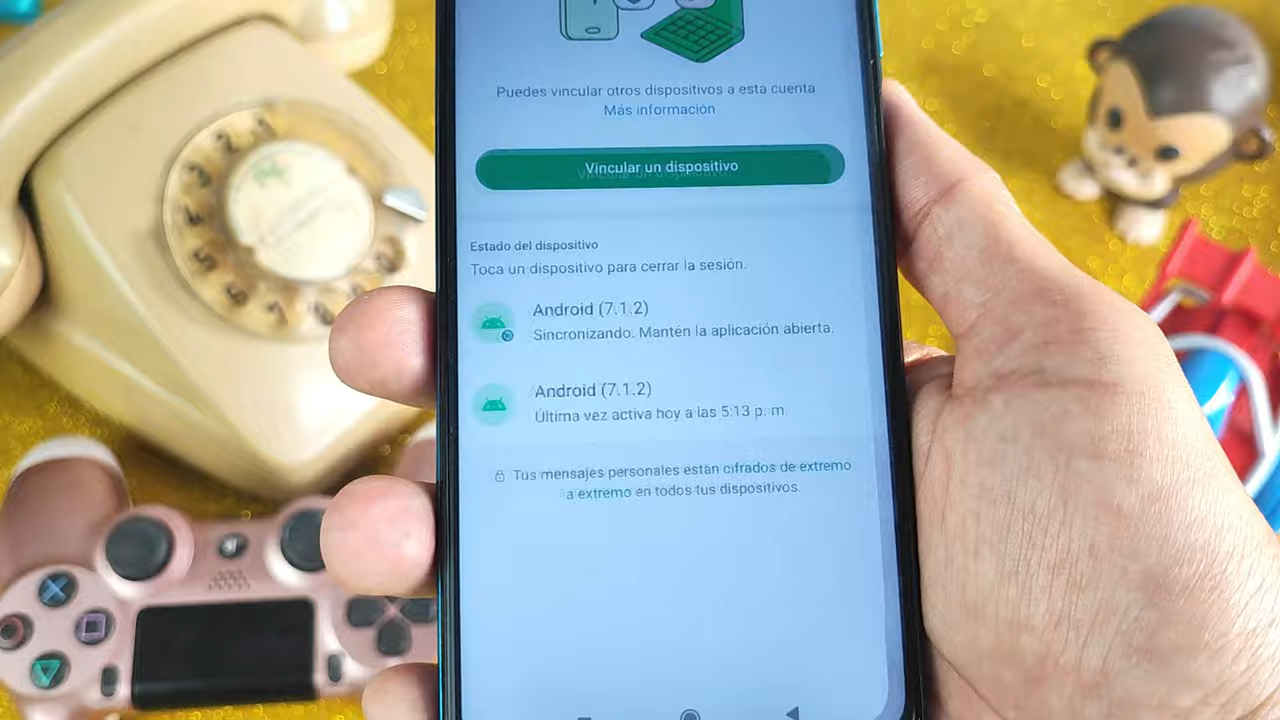 Puedes vincular otros dispositivos a esta cuenta
Más información
Vincular un dispositivo
Estado del dispositivo
Toca un dispositivo para cerrar la sesión.
Android (7.1.2)
Sincronizando. Mantén la aplicación abierta.
Android (7.1.2)
Última vez activa hoy a las 5:13 p. m
Tus mensajes personales están cifrados de extremo
a extremo en todos tus dispositivos.